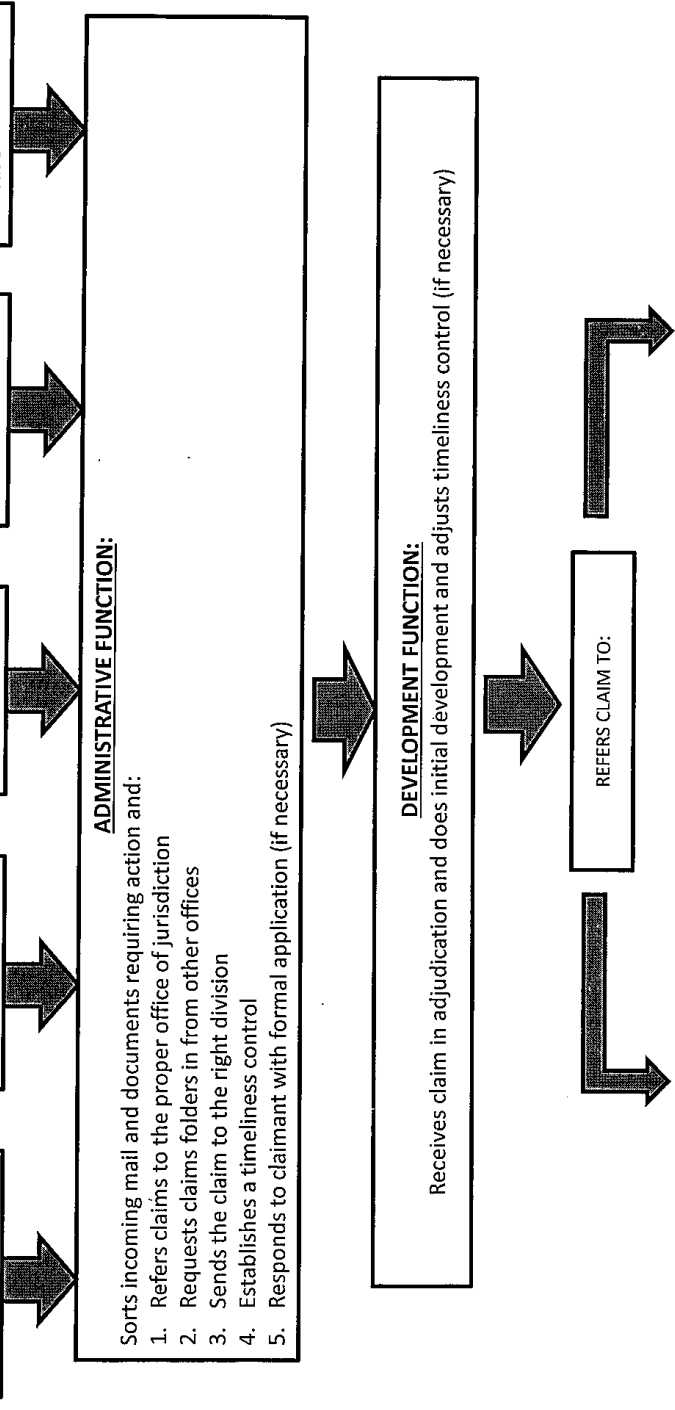 ADMINISTRATIVE FUNCTION:
Sorts incoming mail and documents requiring action and:
1. Refers claims to the proper office of jurisdiction
2. Requests claims folders in from other offices
3. Sends the claim to the right division
4. Establishes a timeliness control
5. Responds to claimant with formal application (if necessary)
DEVELOPMENT FUNCTION:
Receives claim in adjudication and does initial development and adjusts timeliness control (if necessary)
REFERS CLAIM TO: